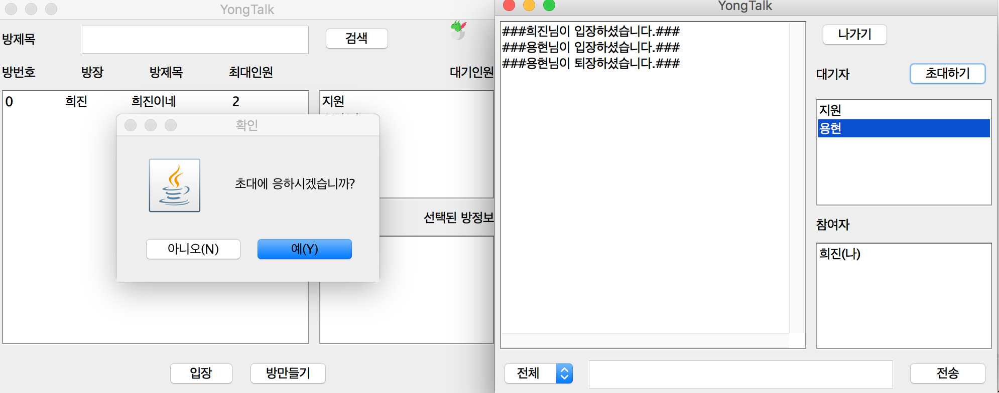 YongTalk
방제목
검색
방번호 방장 방제목 최대인원 대기인원
0 희진 희진이네 2
지원
확인
초대에 응하시겠습니까?
아니오(N) 예(Y)
선택된 방정보
입장 방만들기
YongTalk
###희진님이 입장하셨습니다.###
###용현님이 입장하셨습니다.###
###용현님이 퇴장하셨습니다.###
나가기
대기자 초대하기
지원
용현
참여자
희진(나)
전체 전송